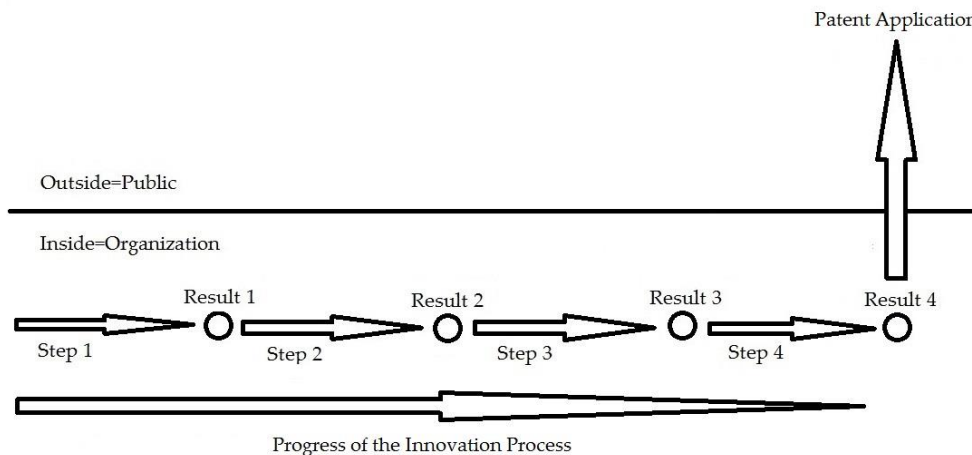 Patent Application
Outside=Public
Inside=Organization
Result 1
Result 2
Result 3
Result 4
Step 1
Step 2
Step 3
Step 4
Progress of the Innovation Process